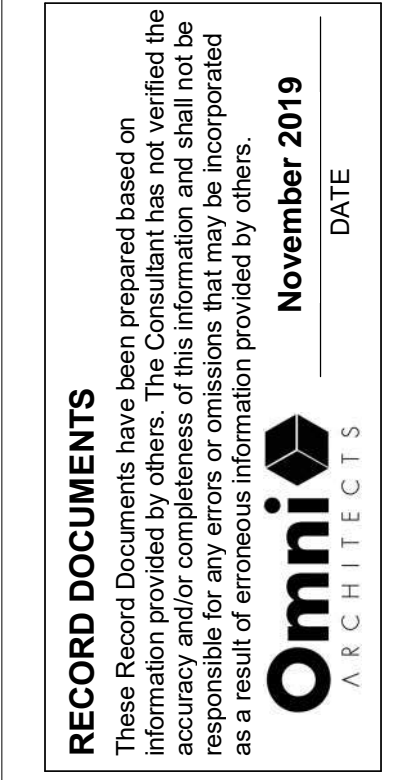 RECORD DOCUMENTS
These Record Documents have been prepared based on
information provided by others. The Consultant has not verified the
accuracy and/or completeness of this information and shall not be
responsible for any errors or omissions that may be incorporated
as a result of erroneous information provided by others.
November 2019
DATE
Omni
ARCHITECTS